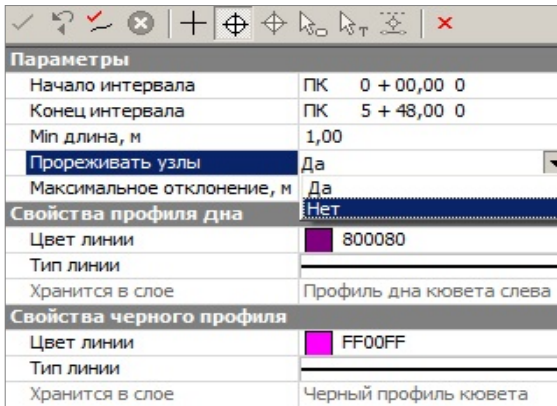 Параметры
Начало интервала ПК 0 + 00,00 0
Конец интервала ПК 5 + 48,00 0
Min длина, м 1,00
Прореживать узлы Да
Максимальное отклонение, м Да
Нет
Свойства профиля дна
Цвет линии 800080
Тип линии
Хранится в слое Профиль дна кювета слева
Свойства черного профиля
Цвет линии FF00FF
Тип линии
Хранится в слое Черный профиль кювета